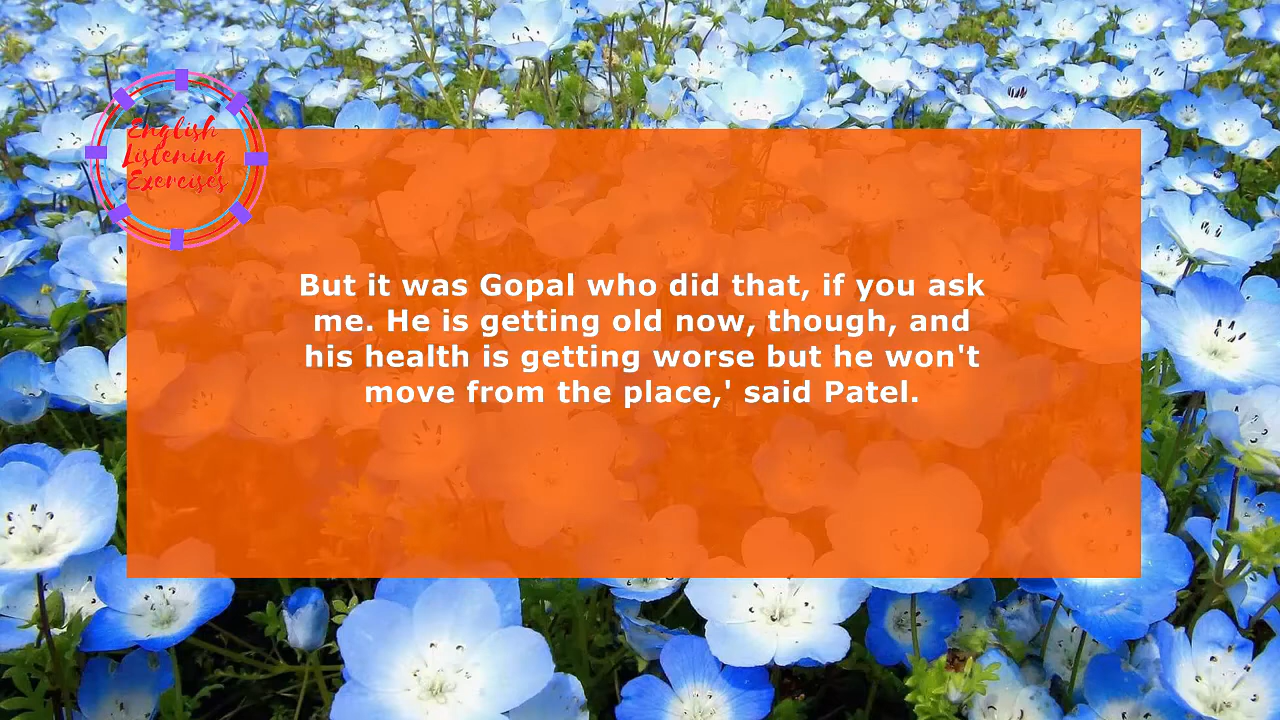 English
Listening
Exercises
But it was Gopal who did that, if you ask
me. He is getting old now, though, and
his health is getting worse but he won't
move from the place,' said Patel.